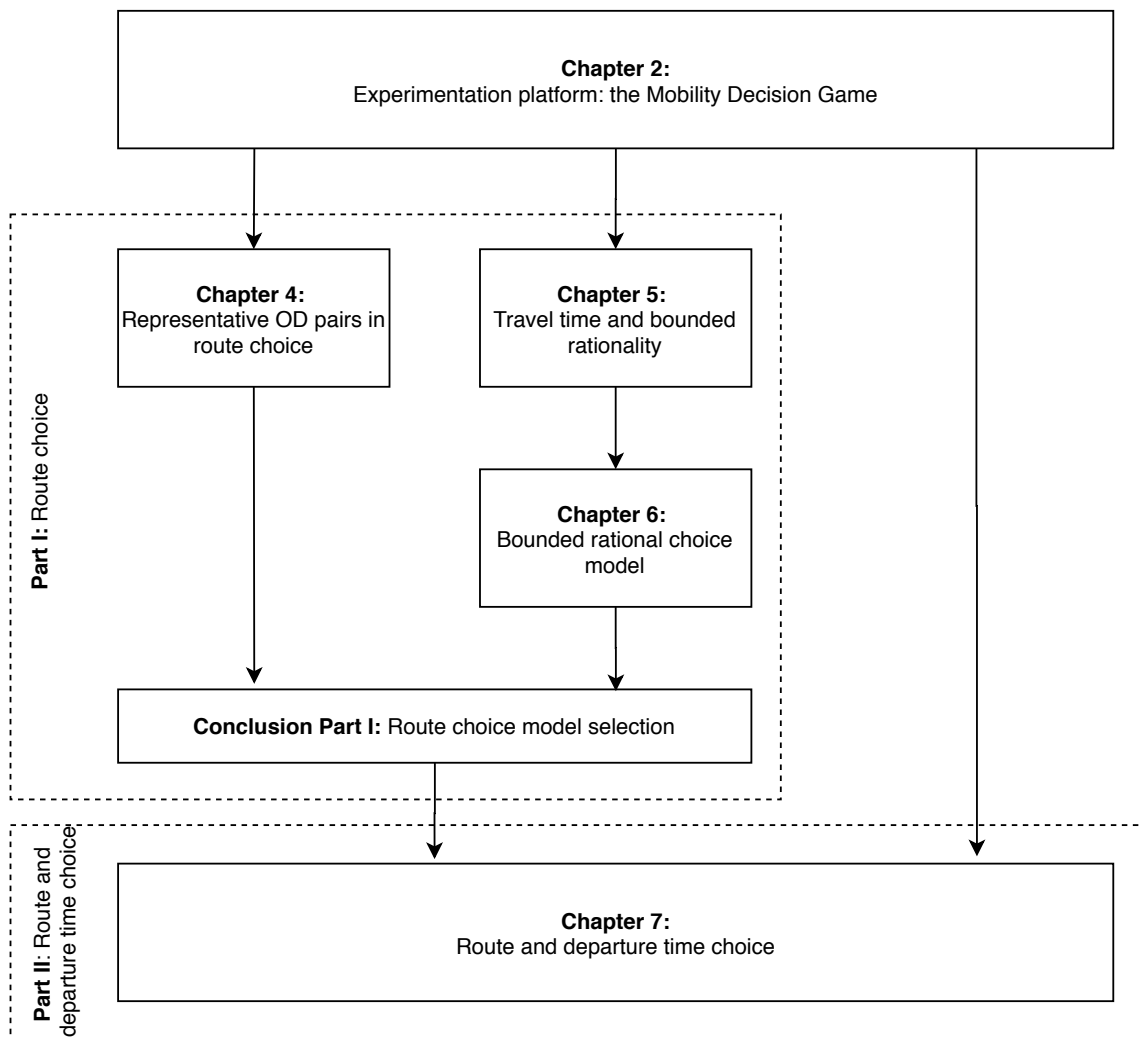 Chapter 2:
Experimentation platform: the Mobility Decision Game
Chapter 4:
Representative OD pairs in
route choice
Chapter 5:
Travel time and bounded
rationality
Part I: Route choice
Chapter 6:
Bounded rational choice
model
Conclusion Part I: Route choice model selection
Part II: Route and
departure time choice
Chapter 7:
Route and departure time choice